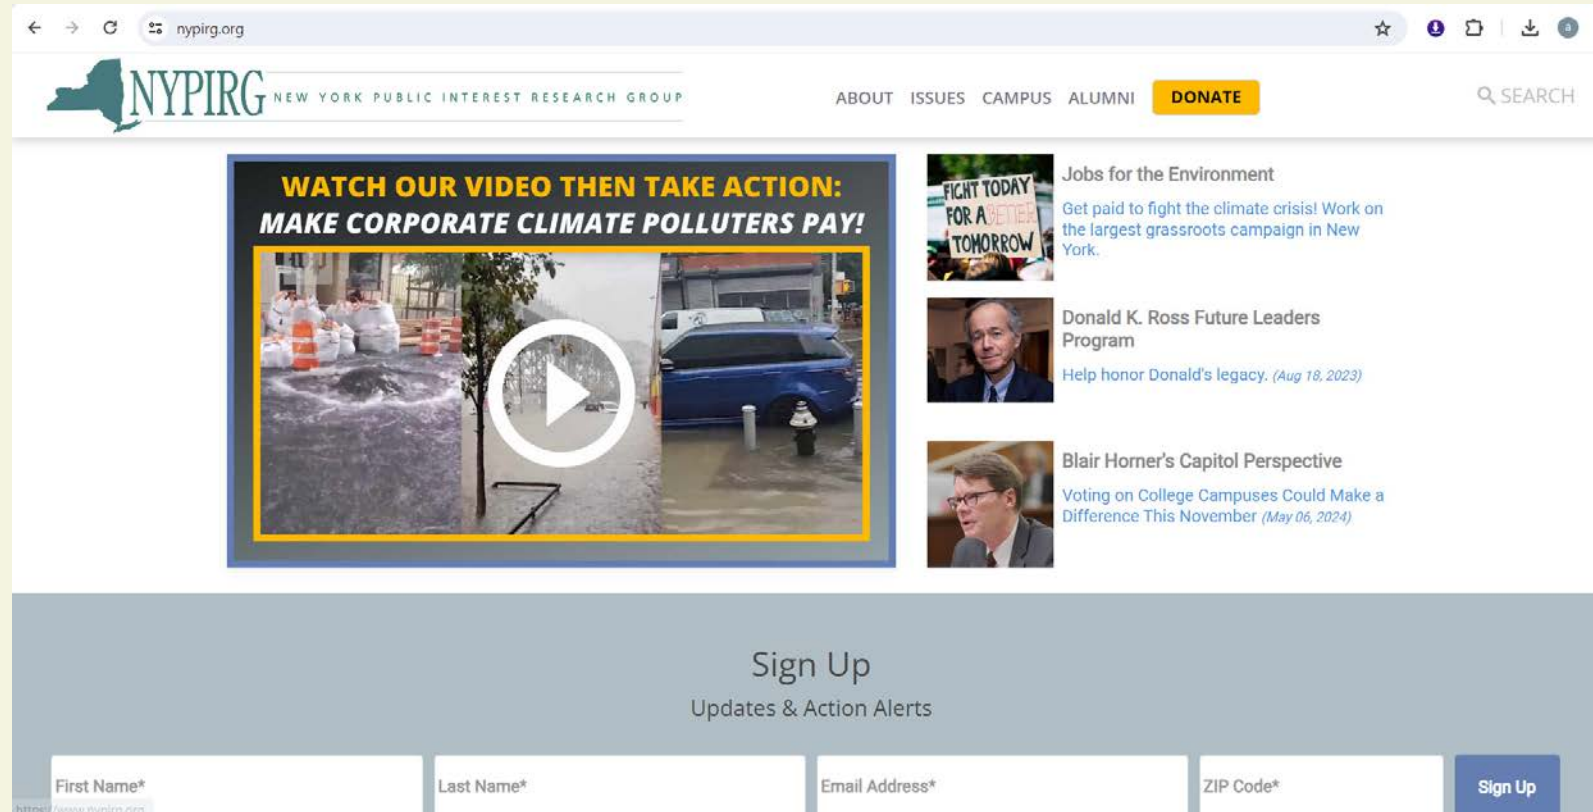 nypirg.org
a
NYPIRG NEW YORK PUBLIC INTEREST RESEARCH GROUP
ABOUT ISSUES CAMPUS ALUMNI DONATE
SEARCH
WATCH OUR VIDEO THEN TAKE ACTION:
MAKE CORPORATE CLIMATE POLLUTERS PAY!
FIGHT TODAY
FOR A BETTER
TOMORROW
Jobs for the Environment
Get paid to fight the climate crisis! Work on
the largest grassroots campaign in New
York.
Donald K. Ross Future Leaders
Program
Help honor Donald's legacy. (Aug 18, 2023)
Blair Horner's Capitol Perspective
Voting on College Campuses Could Make a
Difference This November (May 06, 2024)
Sign Up
Updates & Action Alerts
First Name* Last Name* Email Address* ZIP Code* Sign Up
https://www.nypirg.org